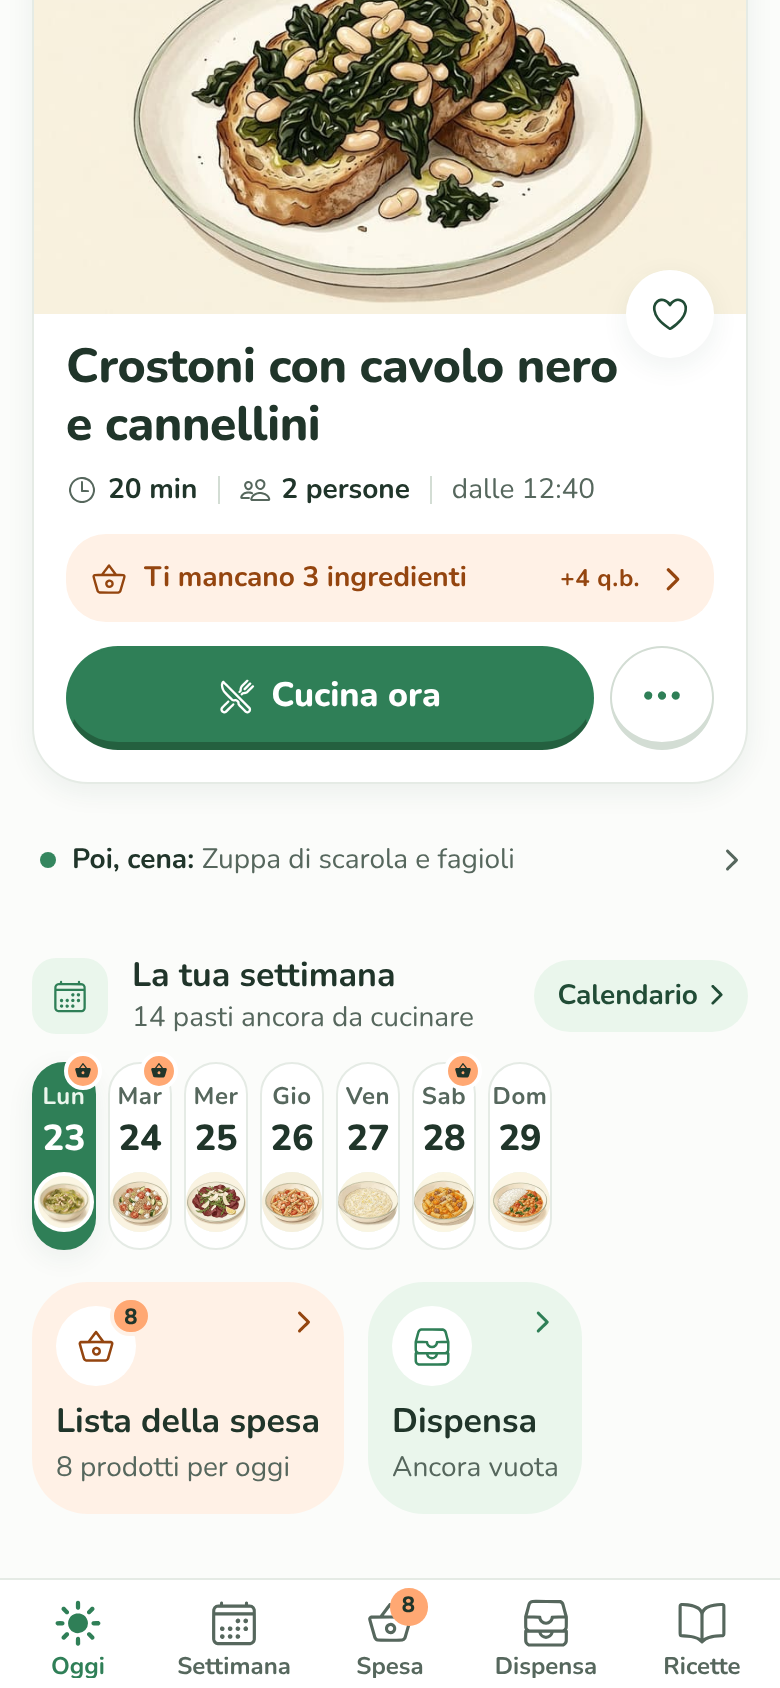 Crostoni con cavolo nero
e cannellini
20 min 2 persone dalle 12:40
Ti mancano 3 ingredienti +4 q.b.
Cucina ora
Poi, cena: Zuppa di scarola e fagioli
La tua settimana
14 pasti ancora da cucinare
Calendario
Lun Mar Mer Gio Ven Sab Dom
23 24 25 26 27 28 29
8
Lista della spesa
8 prodotti per oggi
Dispensa
Ancora vuota
8
Oggi Settimana Spesa Dispensa Ricette